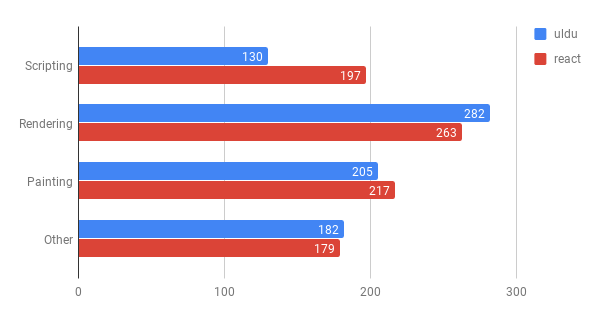 uldu
react
Scripting
130
197
Rendering
282
263
Painting
205
217
Other
182
179
0 100 200 300